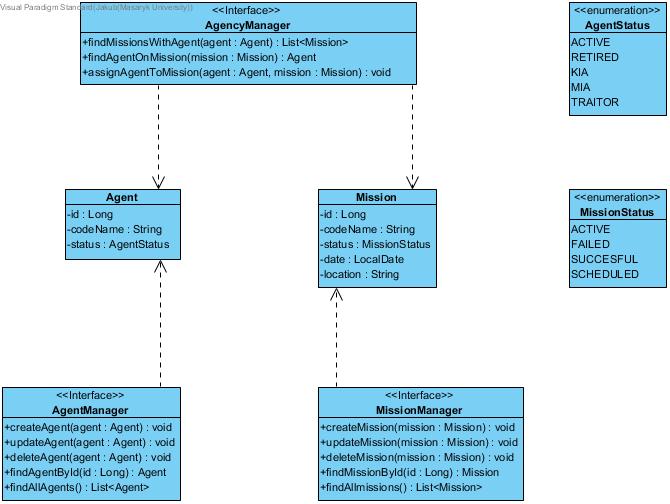 Visual Paradigm Standard(Jakub(Masaryk University))
<<Interface>>
AgencyManager
+findMissionsWithAgent(agent : Agent) : List<Mission>
+findAgentOnMission(mission : Mission) : Agent
+assignAgentToMission(agent : Agent, mission : Mission) : void
<<enumeration>>
AgentStatus
ACTIVE
RETIRED
KIA
MIA
TRAITOR
Agent
-id : Long
-codeName : String
-status : AgentStatus
Mission
-id : Long
-codeName : String
-status : MissionStatus
-date : LocalDate
-location : String
<<enumeration>>
MissionStatus
ACTIVE
FAILED
SUCCESFUL
SCHEDULED
<<Interface>>
AgentManager
+createAgent(agent : Agent) : void
+updateAgent(agent : Agent) : void
+deleteAgent(agent : Agent) : void
+findAgentById(id : Long) : Agent
+findAllAgents() : List<Agent>
<<Interface>>
MissionManager
+createMission(mission : Mission) : void
+updateMission(mission : Mission) : void
+deleteMission(mission : Mission) : void
+findMissionById(id : Long) : Mission
+findAllmissions() : List<Mission>